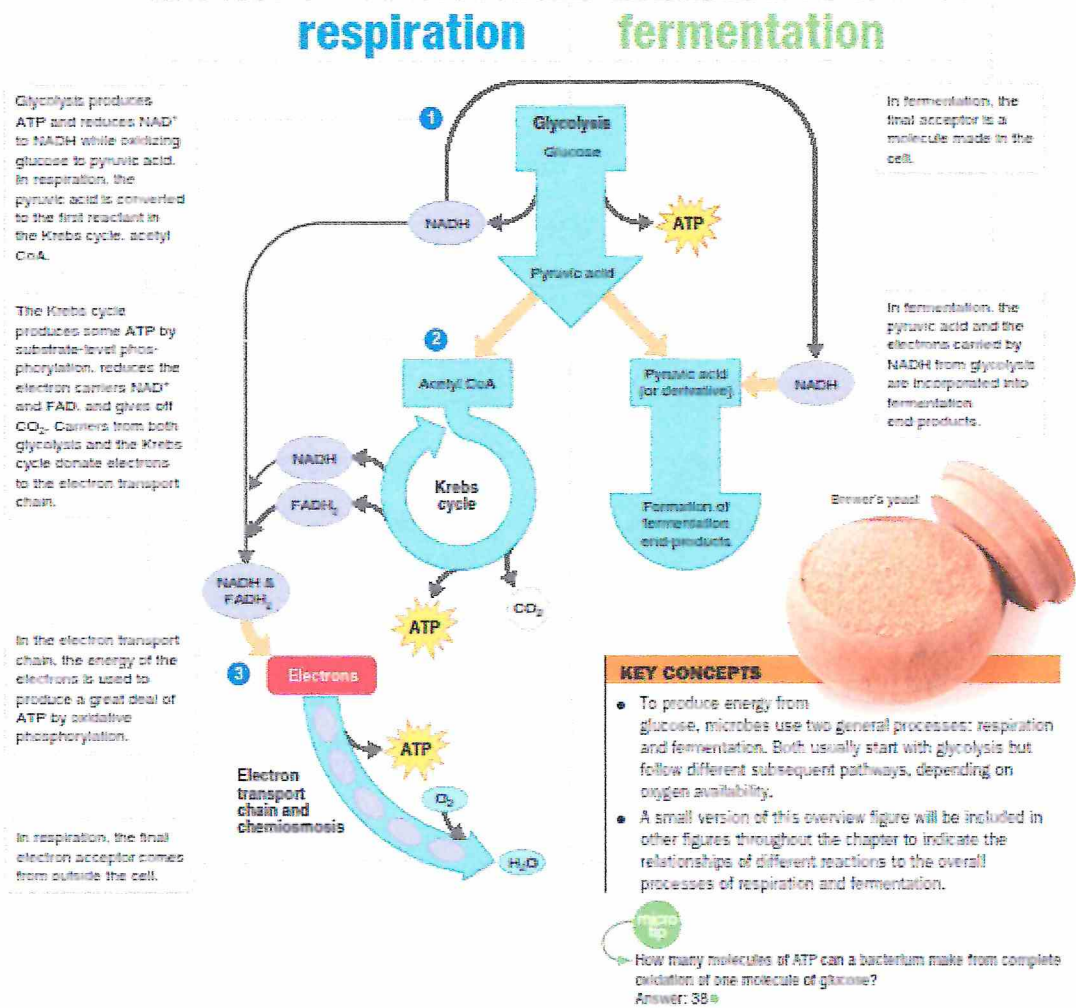 respiration
fermentation
Glycolysis produces
ATP and reduces NAD⁺
to NADH while oxidizing
glucose to pyruvic acid.
In respiration, the
pyruvic acid is converted
to the first reactant in
the Krebs cycle, acetyl
CoA.
1
Glycolysis
Glucose
In fermentation, the
final acceptor is a
molecule made in the
cell.
NADH
ATP
Pyruvic acid
The Krebs cycle
produces some ATP by
substrate-level phos-
phorylation, reduces the
electron carriers NAD⁺
and FAD, and gives off
CO₂. Carriers from both
glycolysis and the Krebs
cycle donate electrons
to the electron transport
chain.
2
Acetyl CoA
Pyruvic acid
(or derivative)
NADH
In fermentation, the
pyruvic acid and the
electrons carried by
NADH from glycolysis
are incorporated into
fermentation
end-products.
NADH
FADH₂
Krebs
cycle
Formation of
fermentation
end-products
Brewer's yeast
NADH &
FADH₂
ATP
CO₂
In the electron transport
chain, the energy of the
electrons is used to
produce a great deal of
ATP by oxidative
phosphorylation.
3
Electrons
ATP
Electron
transport
chain and
chemiosmosis
O₂
H₂O
In respiration, the final
electron acceptor comes
from outside the cell.
KEY CONCEPTS
● To produce energy from
glucose, microbes use two general processes: respiration
and fermentation. Both usually start with glycolysis but
follow different subsequent pathways, depending on
oxygen availability.
● A small version of this overview figure will be included in
other figures throughout the chapter to indicate the
relationships of different reactions to the overall
processes of respiration and fermentation.
micro
tip
How many molecules of ATP can a bacterium make from complete
oxidation of one molecule of glucose?
Answer: 38